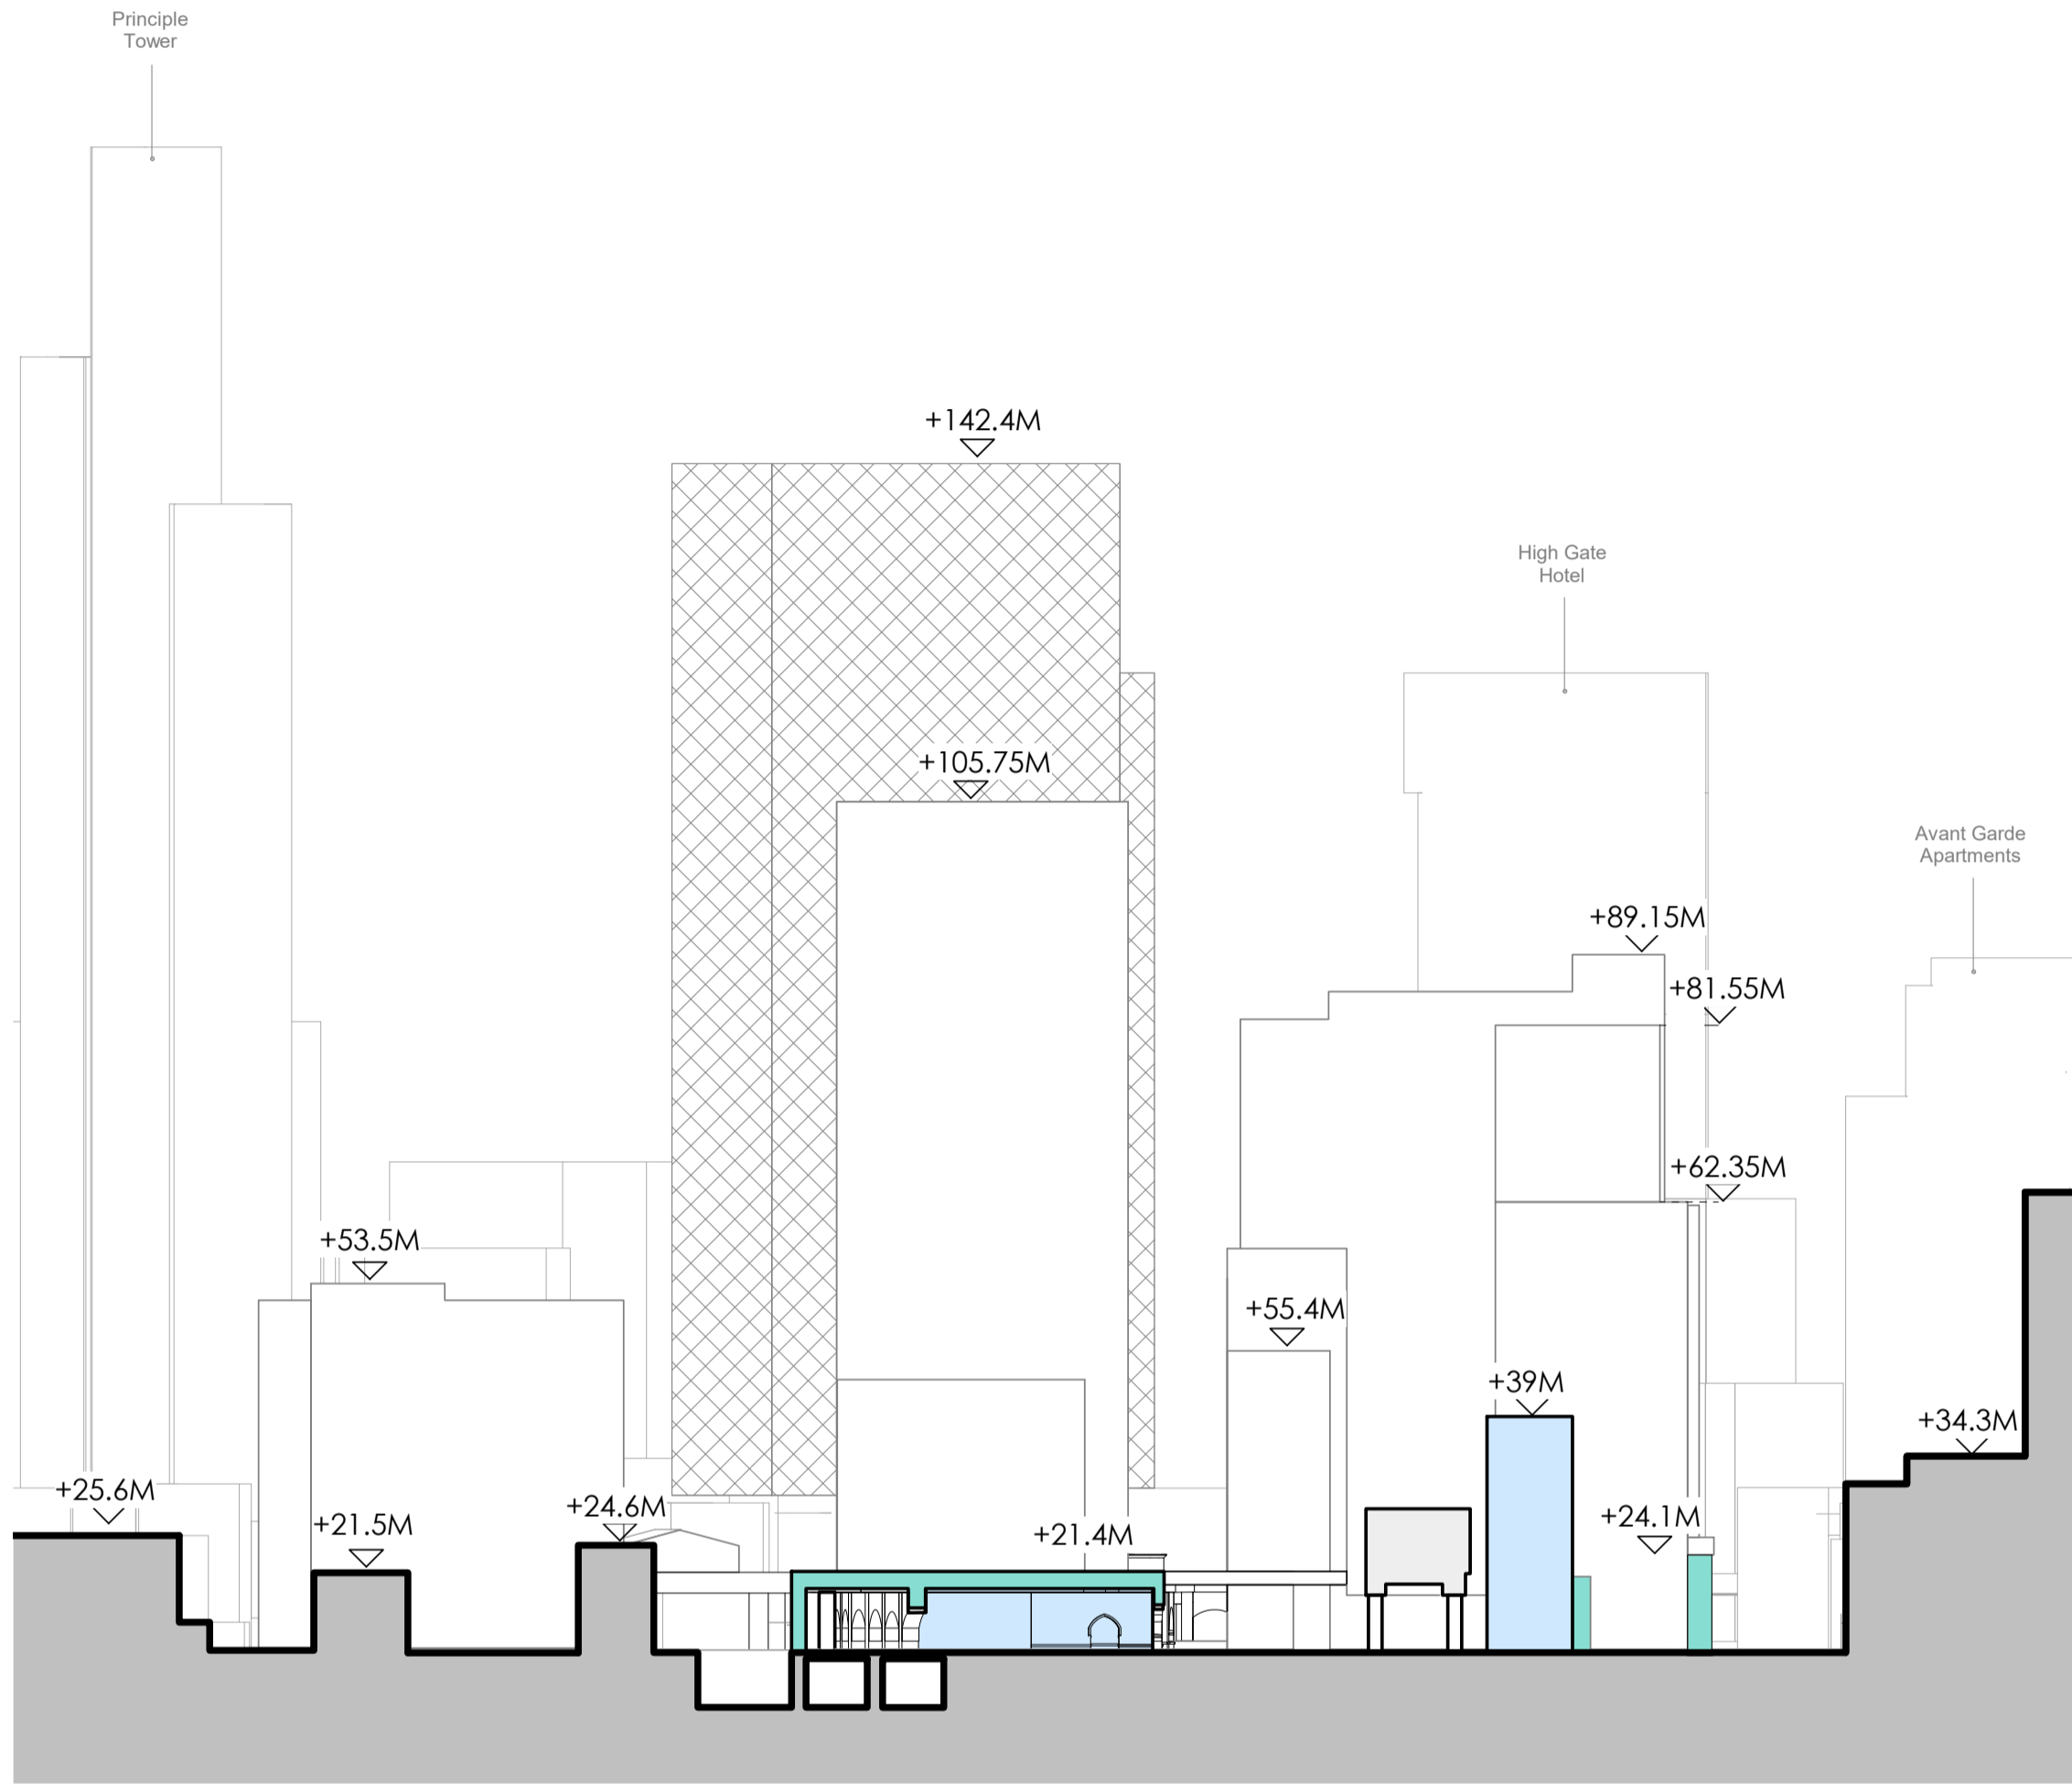 Principle
Tower
+142.4M
High Gate
Hotel
+105.75M
Avant Garde
Apartments
+89.15M
+81.55M
+62.35M
+53.5M
+55.4M
+39M
+34.3M
+25.6M
+24.6M
+24.1M
+21.5M
+21.4M